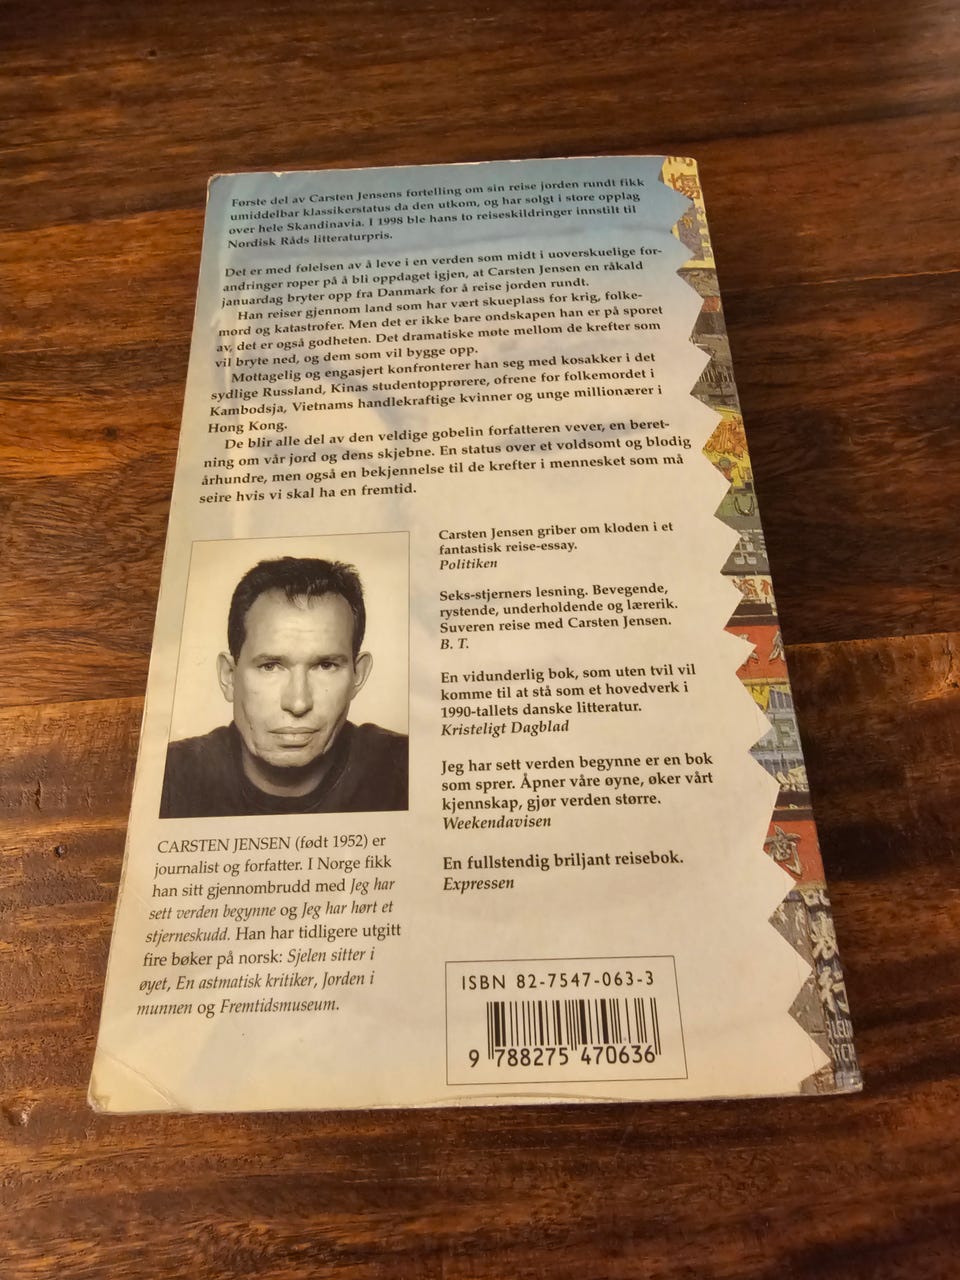 Første del av Carsten Jensens fortelling om sin reise jorden rundt fikk
umiddelbar klassikerstatus da den utkom, og har solgt i store opplag
over hele Skandinavia. I 1998 ble hans to reiseskildringer innstilt til
Nordisk Råds litteraturpris.
Det er med følelsen av å leve i en verden som midt i uoverskuelige for-
andringer roper på å bli oppdaget igjen, at Carsten Jensen en råkald
januardag bryter opp fra Danmark for å reise jorden rundt.
Han reiser gjennom land som har vært skueplass for krig, folke-
mord og katastrofer. Men det er ikke bare ondskapen han er på sporet
av, det er også godheten. Det dramatiske møte mellom de krefter som
vil bryte ned, og dem som vil bygge opp.
Mottagelig og engasjert konfronterer han seg med kosakker i det
sydlige Russland, Kinas studentopprørere, ofrene for folkemordet i
Kambodsja, Vietnams handlekraftige kvinner og unge millionærer i
Hong Kong.
De blir alle del av den veldige gobelin forfatteren vever, en beret-
ning om vår jord og dens skjebne. En status over et voldsomt og blodig
århundre, men også en bekjennelse til de krefter i mennesket som må
seire hvis vi skal ha en fremtid.
Carsten Jensen griber om kloden i et
fantastisk reise-essay.
Politiken
Seks-stjerners lesning. Bevegende,
rystende, underholdende og lærerik.
Suveren reise med Carsten Jensen.
B. T.
En vidunderlig bok, som uten tvil vil
komme til at stå som et hovedverk i
1990-tallets danske litteratur.
Kristeligt Dagblad
Jeg har sett verden begynne er en bok
som sprer. Åpner våre øyne, øker vårt
kjennskap, gjør verden større.
Weekendavisen
En fullstendig briljant reisebok.
Expressen
CARSTEN JENSEN (født 1952) er
journalist og forfatter. I Norge fikk
han sitt gjennombrudd med Jeg har
sett verden begynne og Jeg har hørt et
stjerneskudd. Han har tidligere utgitt
fire bøker på norsk: Sjelen sitter i
øyet, En astmatisk kritiker, Jorden i
munnen og Fremtidsmuseum.
ISBN 82-7547-063-3
9 788275 470636